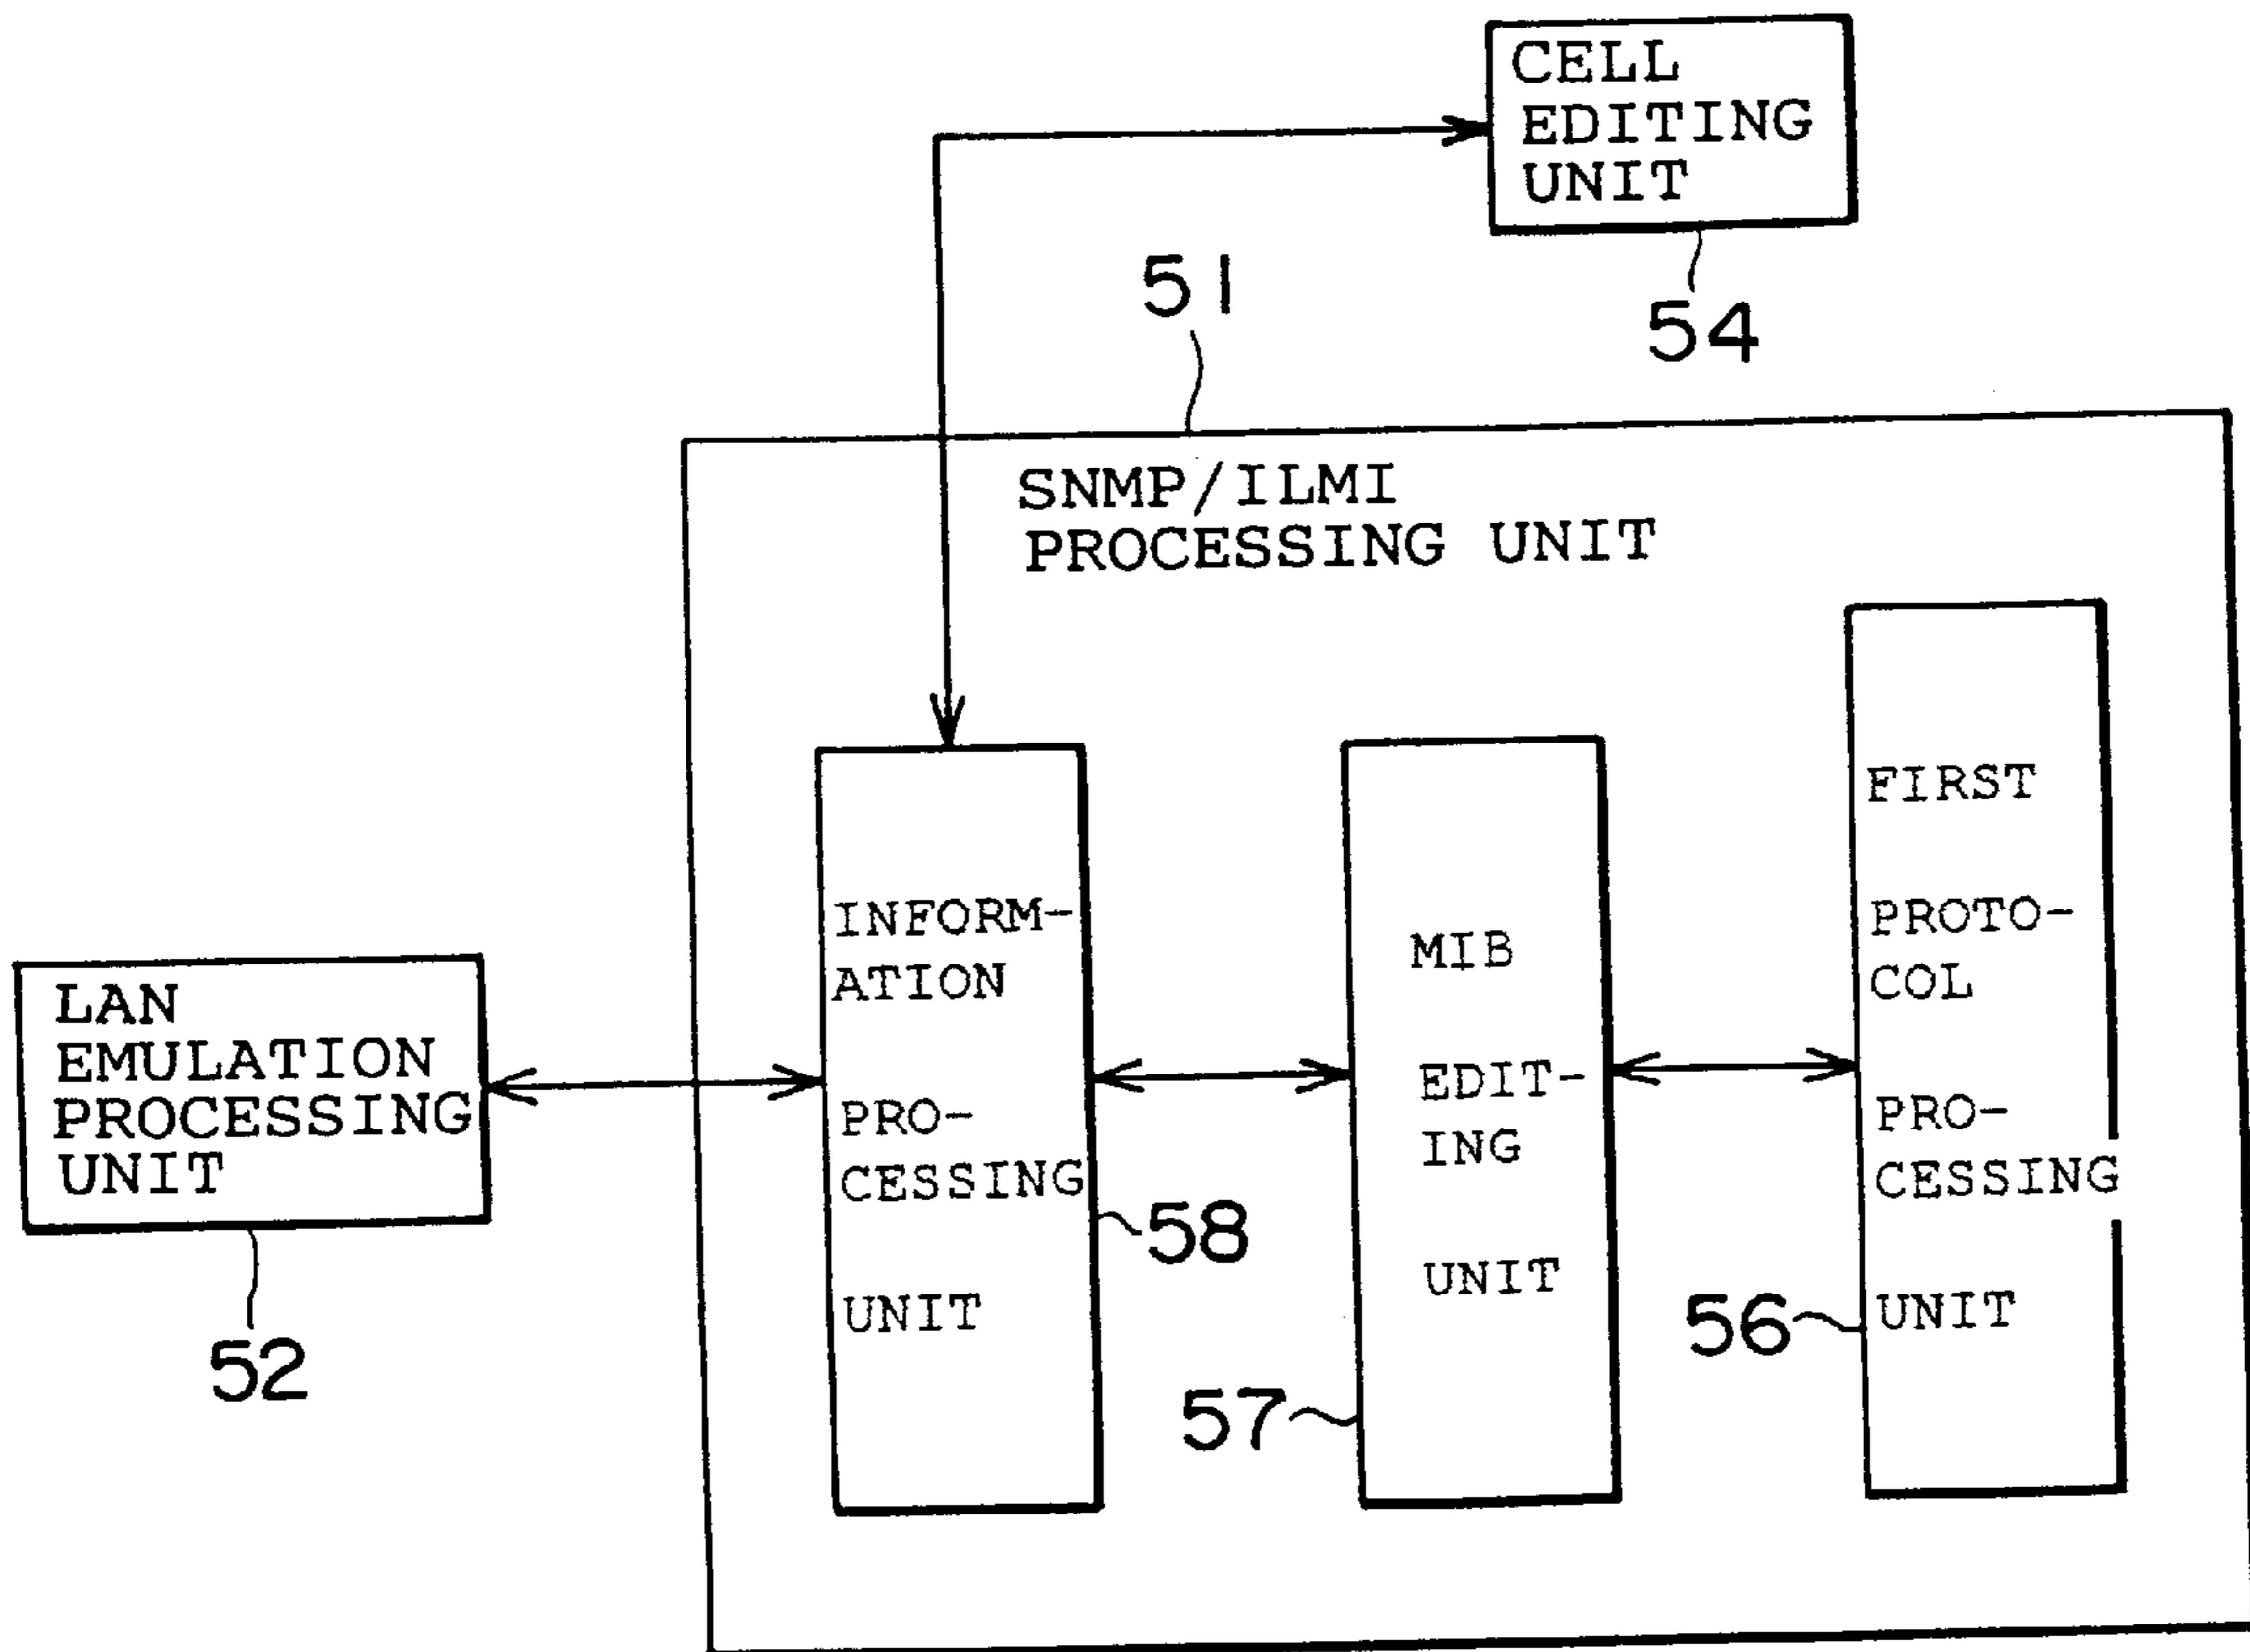 CELL
EDITING
UNIT
54
51
SNMP/ILMI
PROCESSING UNIT
LAN
EMULATION
PROCESSING
UNIT
52
INFORM-
ATION
PRO-
CESSING
UNIT
58
MIB
EDIT-
ING
UNIT
57
FIRST
PROTO-
COL
PRO-
CESSING
UNIT
56